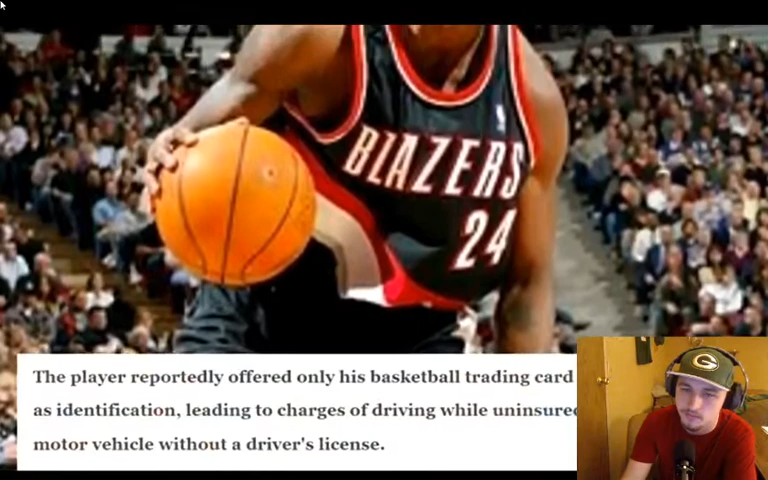 BLAZERS
24
G
The player reportedly offered only his basketball trading card
as identification, leading to charges of driving while uninsured
motor vehicle without a driver's license.